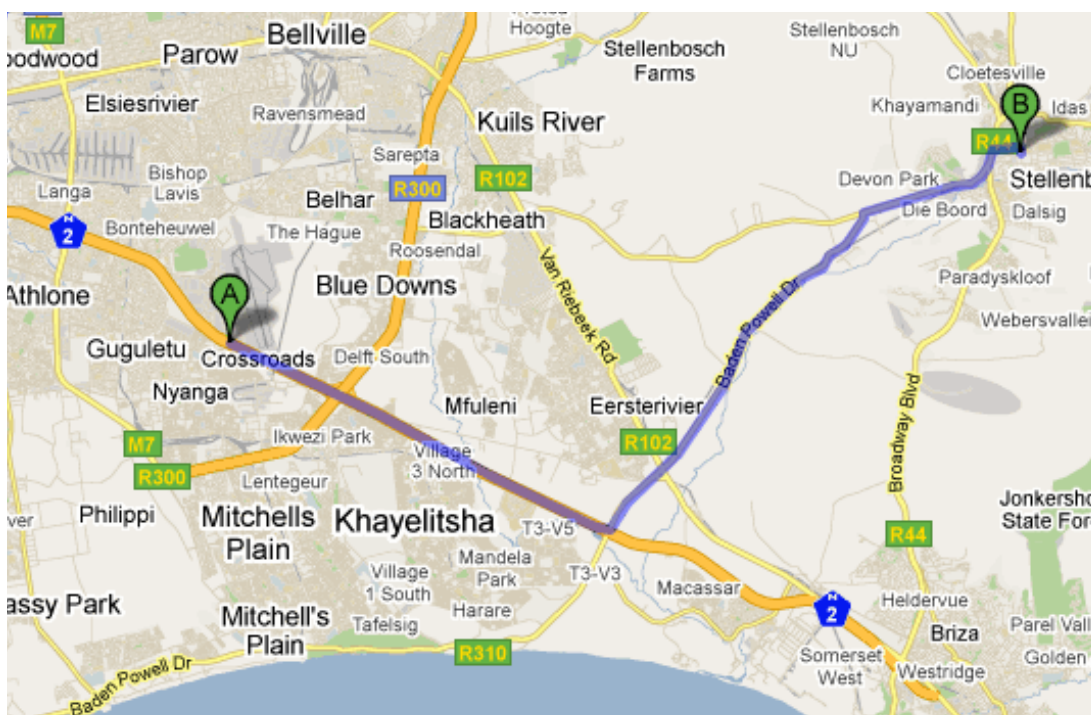 M7
oodwood
Parow
Bellville
Hoogte
Stellenbosch
Farms
Stellenbosch
NU
Cloetesville
Elsiesrivier
Ravensmead
Kuils River
Khayamandi
B
Idas
R44
Sarepta
Bishop
Lavis
Langa
R300
R102
Devon Park
Stellenb
Belhar
Die Boord
Dalsig
N
2
Bonteheuwel
The Hague
Blackheath
Roosendal
Van Riebeek Rd
Baden Powell Dr
Paradyskloof
Athlone
A
Blue Downs
Webersvallei
Guguletu
Crossroads
Delft South
Nyanga
Mfuleni
Eersterivier
Broadway Blvd
M7
Ikwezi Park
Village
3 North
R102
R300
Lentegeur
Philippi
ver
Mitchells
Plain
Khayelitsha
T3-V5
Jonkersho
State For
R44
Mandela
Park
T3-V3
Village
1 South
Macassar
assy Park
Mitchell's
Plain
Tafelsig
Harare
N
2
Heldervue
Briza
Parel Vall
Golden
R310
Somerset
West
Westridge
Baden Powell Dr